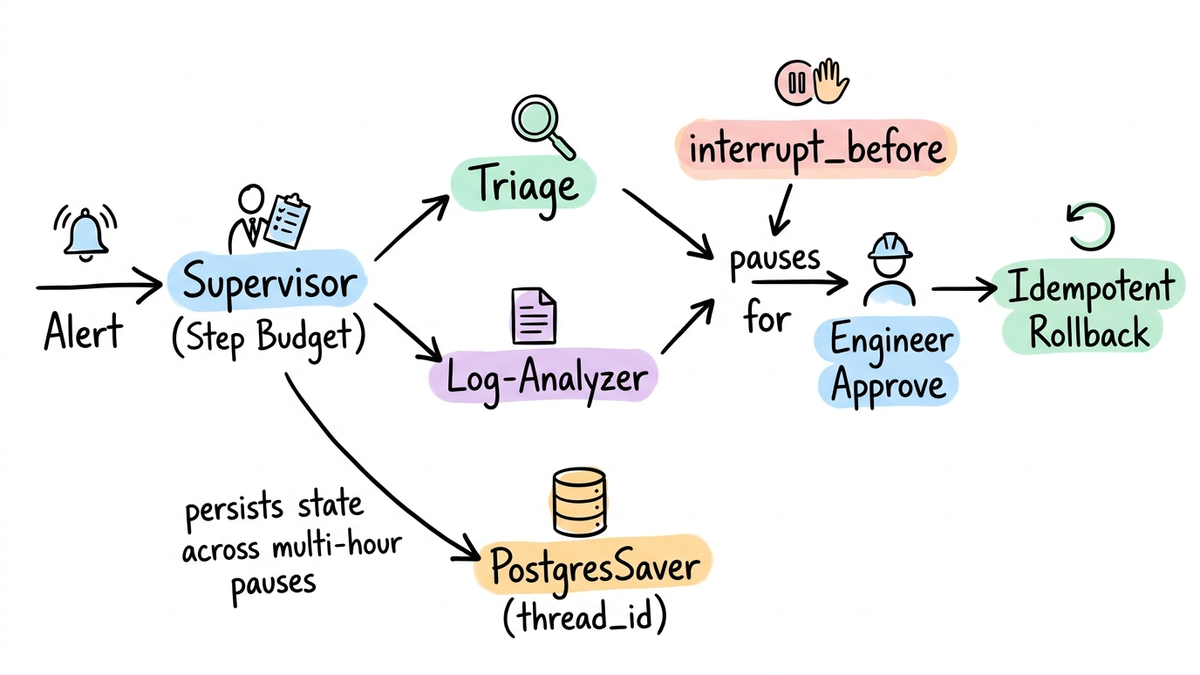 Alert
Supervisor
(Step Budget)
Triage
Log-Analyzer
interrupt_before
pauses
for
Engineer
Approve
Idempotent
Rollback
persists state
across multi-hour
pauses
PostgresSaver
(thread_id)